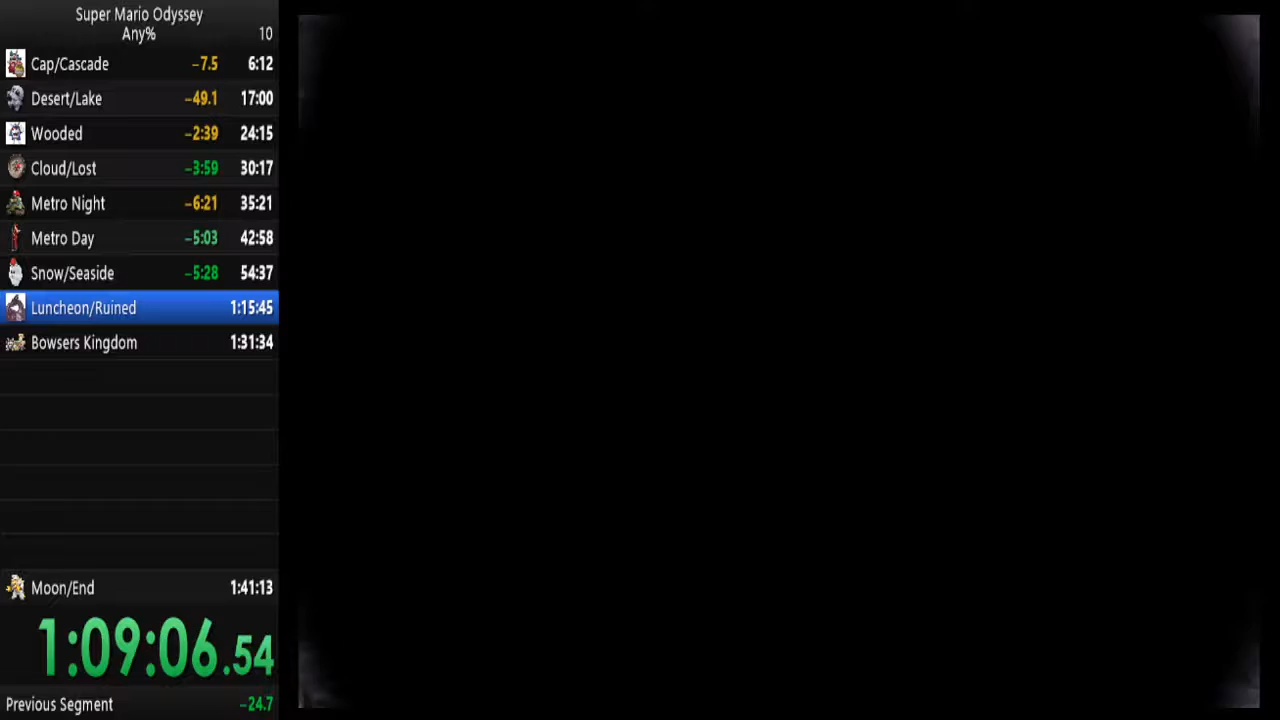 Super Mario Odyssey
Any% 10
Cap/Cascade -7.5 6:12
Desert/Lake -49.1 17:00
Wooded -2:39 24:15
Cloud/Lost -3:59 30:17
Metro Night -6:21 35:21
Metro Day -5:03 42:58
Snow/Seaside -5:28 54:37
Luncheon/Ruined 1:15:45
Bowsers Kingdom 1:31:34
Moon/End 1:41:13
1:09:06.54
Previous Segment -24.7